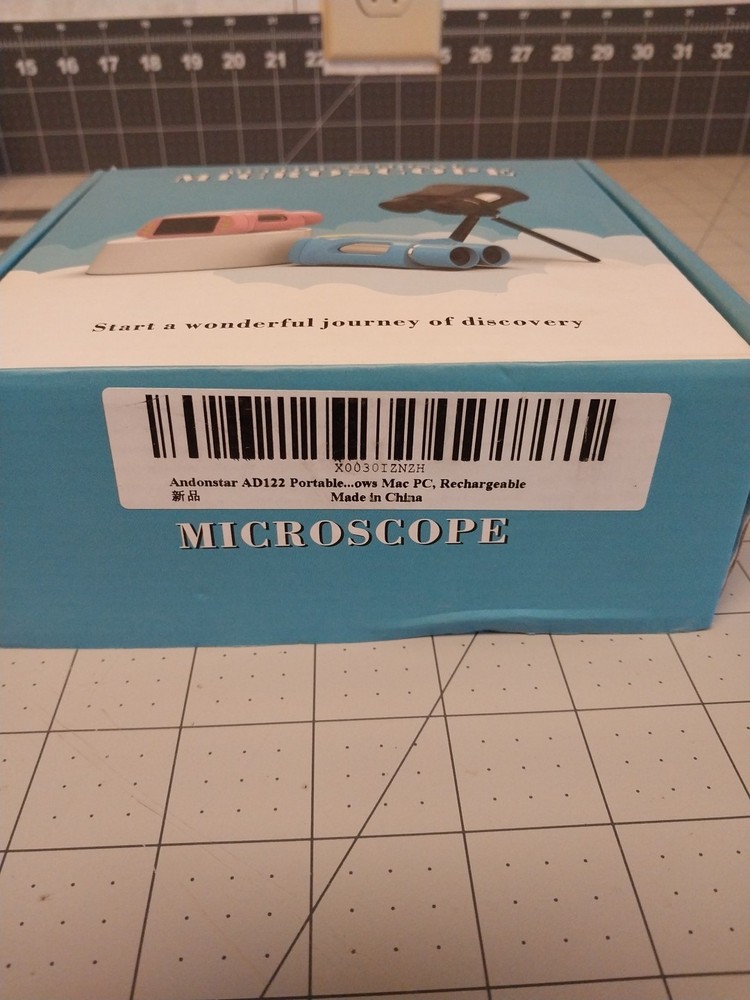 15 16 17 18 19 20 21 22 25 26 27 28 29 30 31 32
MICROSCOPE
Start a wonderful journey of discovery
X0030IZNZH
Andonstar AD122 Portable...ows Mac PC, Rechargeable
新品
Made in China
MICROSCOPE